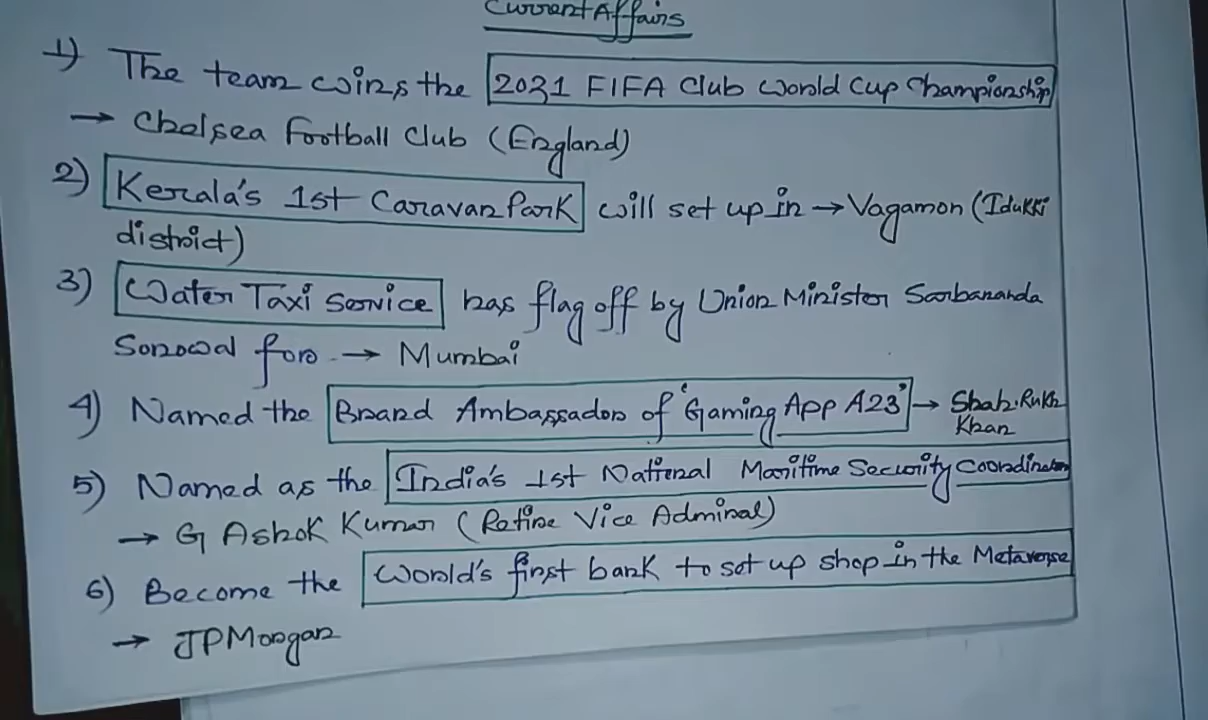 Current Affairs
1) The team wins the 2021 FIFA Club World Cup Championship
→ Chelsea Football Club (England)
2) Kerala's 1st Caravan Park will set up in → Vagamon (Idukki
district)
3) Water Taxi Service has flag off by Union Minister Sarbananda
Sonowal for → Mumbai
4) Named the Brand Ambassador of 'Gaming App A23' → Shah Rukh
Khan
5) Named as the India's 1st National Maritime Security Coordinator
→ G Ashok Kumar (Retire Vice Admiral)
6) Become the World's first bank to set up shop in the Metaverse
→ JPMorgan